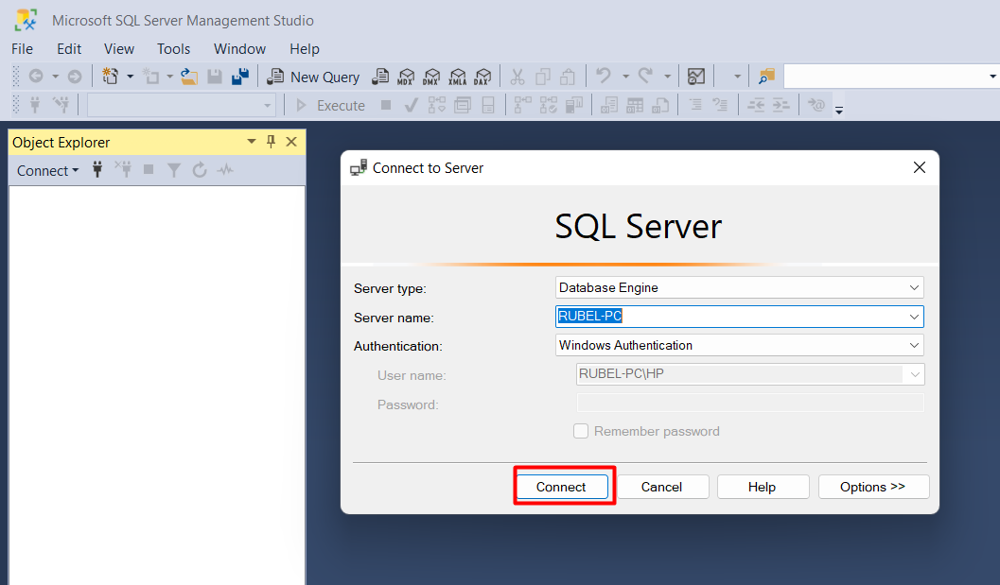 Microsoft SQL Server Management Studio
File Edit View Tools Window Help
New Query MDX DMX XMLA DAX
Execute
Object Explorer
Connect
Connect to Server
SQL Server
Server type: Database Engine
Server name: RUBEL-PC
Authentication: Windows Authentication
User name: RUBEL-PC\HP
Password:
Remember password
Connect Cancel Help Options >>